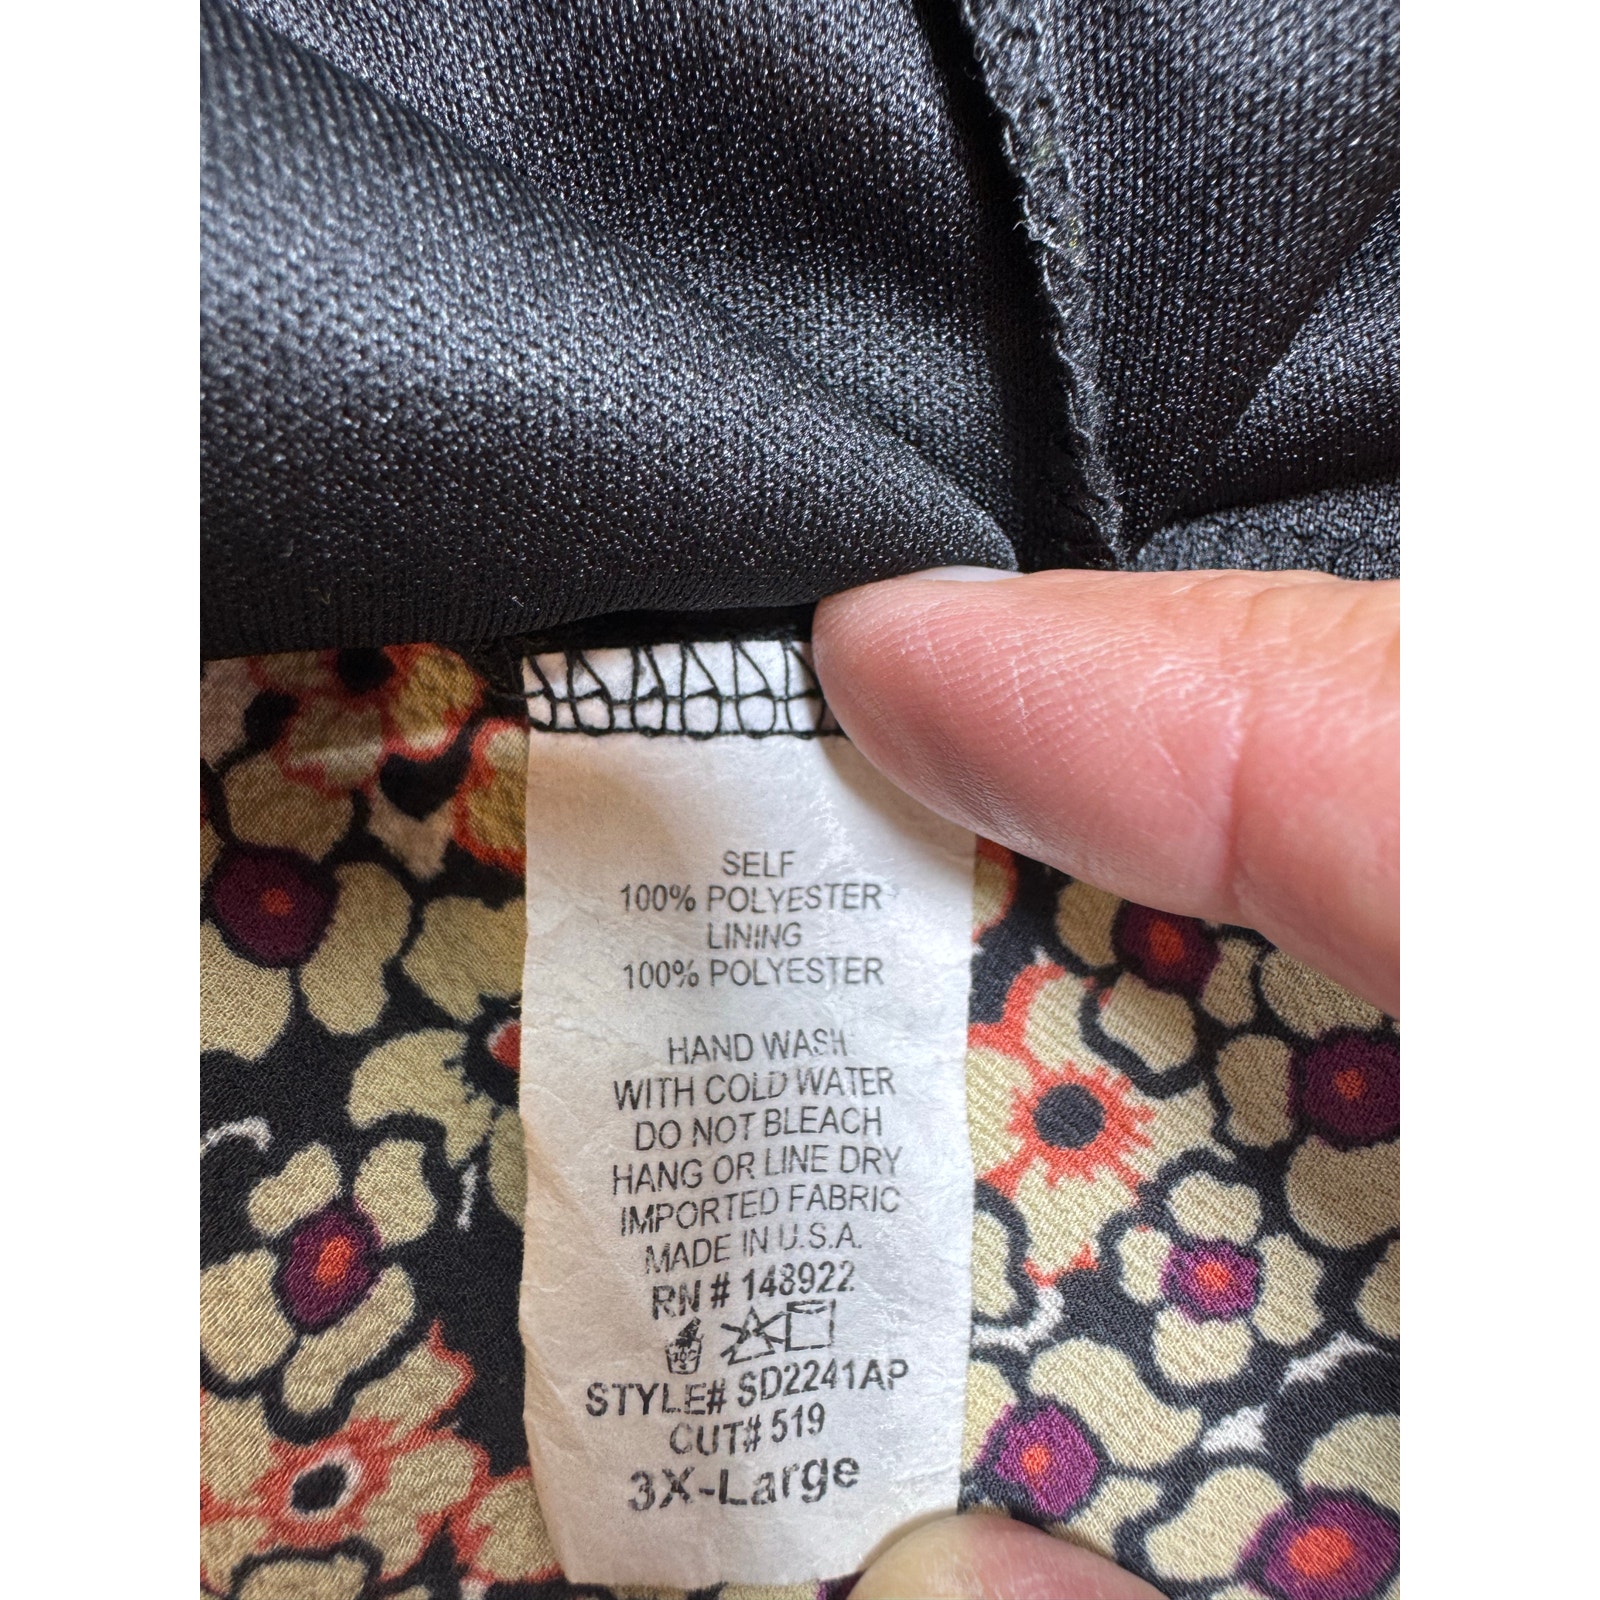 SELF
100% POLYESTER
LINING
100% POLYESTER
HAND WASH
WITH COLD WATER
DO NOT BLEACH
HANG OR LINE DRY
IMPORTED FABRIC
MADE IN U.S.A.
RN # 148922
STYLE# SD2241AP
CUT# 519
3X-Large